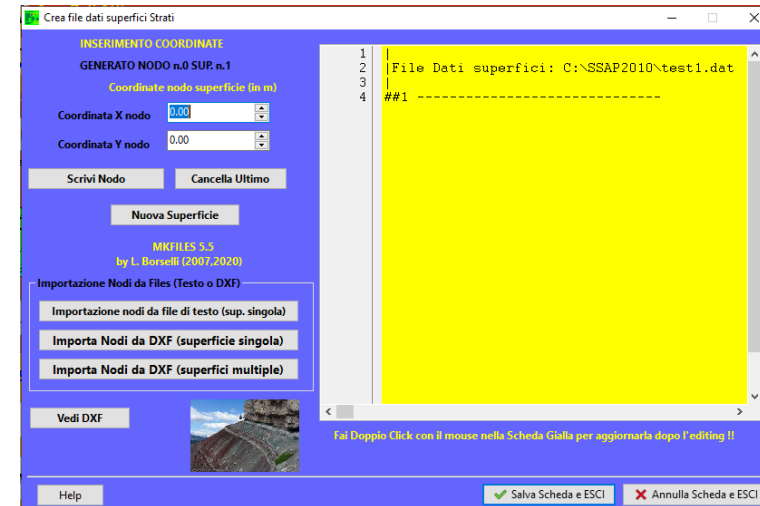 Crea file dati superfici Strati
INSERIMENTO COORDINATE
GENERATO NODO n.0 SUP. n.1
Coordinate nodo superficie (in m)
Coordinata X nodo 0.00
Coordinata Y nodo 0.00
Scrivi Nodo Cancella Ultimo
Nuova Superficie
MKFILES 5.5
by L. Borselli (2007,2020)
Importazione Nodi da Files (Testo o DXF)
Importazione nodi da file di testo (sup. singola)
Importa Nodi da DXF (superficie singola)
Importa Nodi da DXF (superfici multiple)
Vedi DXF
Help
1 |
2 |File Dati superfici: C:\SSAP2010\test1.dat
3 |
4 ##1 ------------------------------
Fai Doppio Click con il mouse nella Scheda Gialla per aggiornarla dopo l'editing !!
Salva Scheda e ESCI Annulla Scheda e ESCI